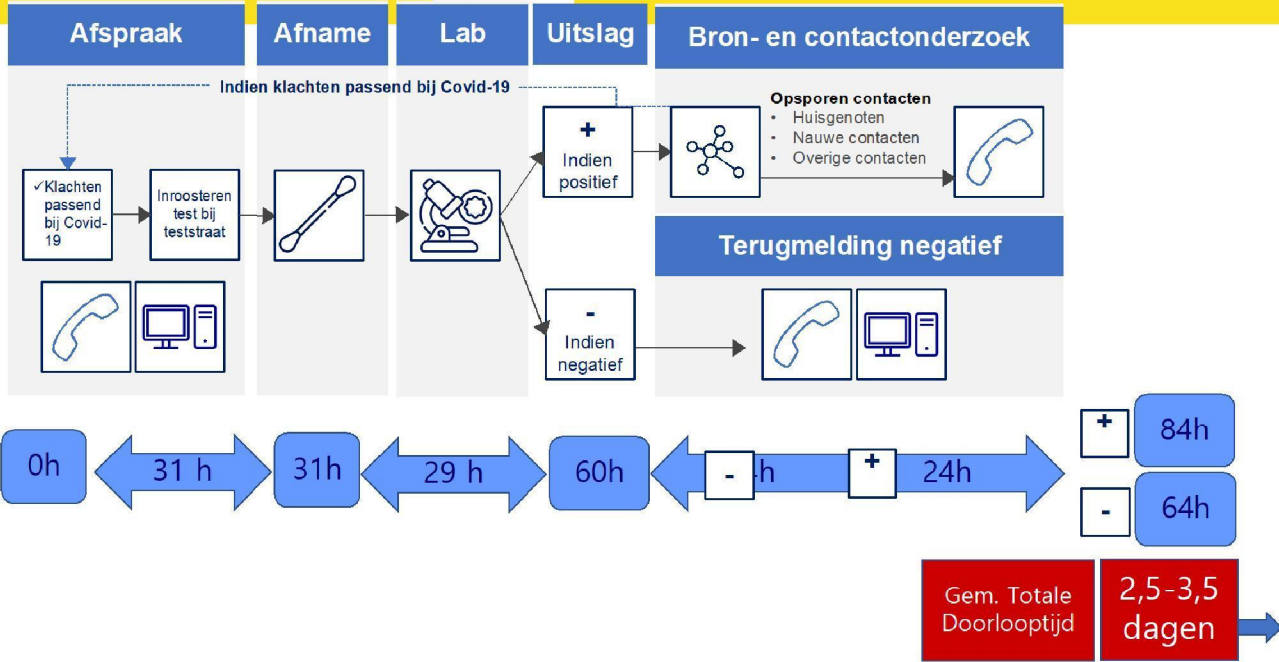 Afspraak
Afname
Lab
Uitslag
Bron- en contactonderzoek
Indien klachten passend bij Covid-19
✓Klachten
passend
bij Covid-
19
Inroosteren
test bij
teststraat
+
Indien
positief
Opsporen contacten
• Huisgenoten
• Nauwe contacten
• Overige contacten
Terugmelding negatief
-
Indien
negatief
0h
31 h
31h
29 h
60h
-
h
+
24h
+
84h
-
64h
Gem. Totale
Doorlooptijd
2,5-3,5
dagen